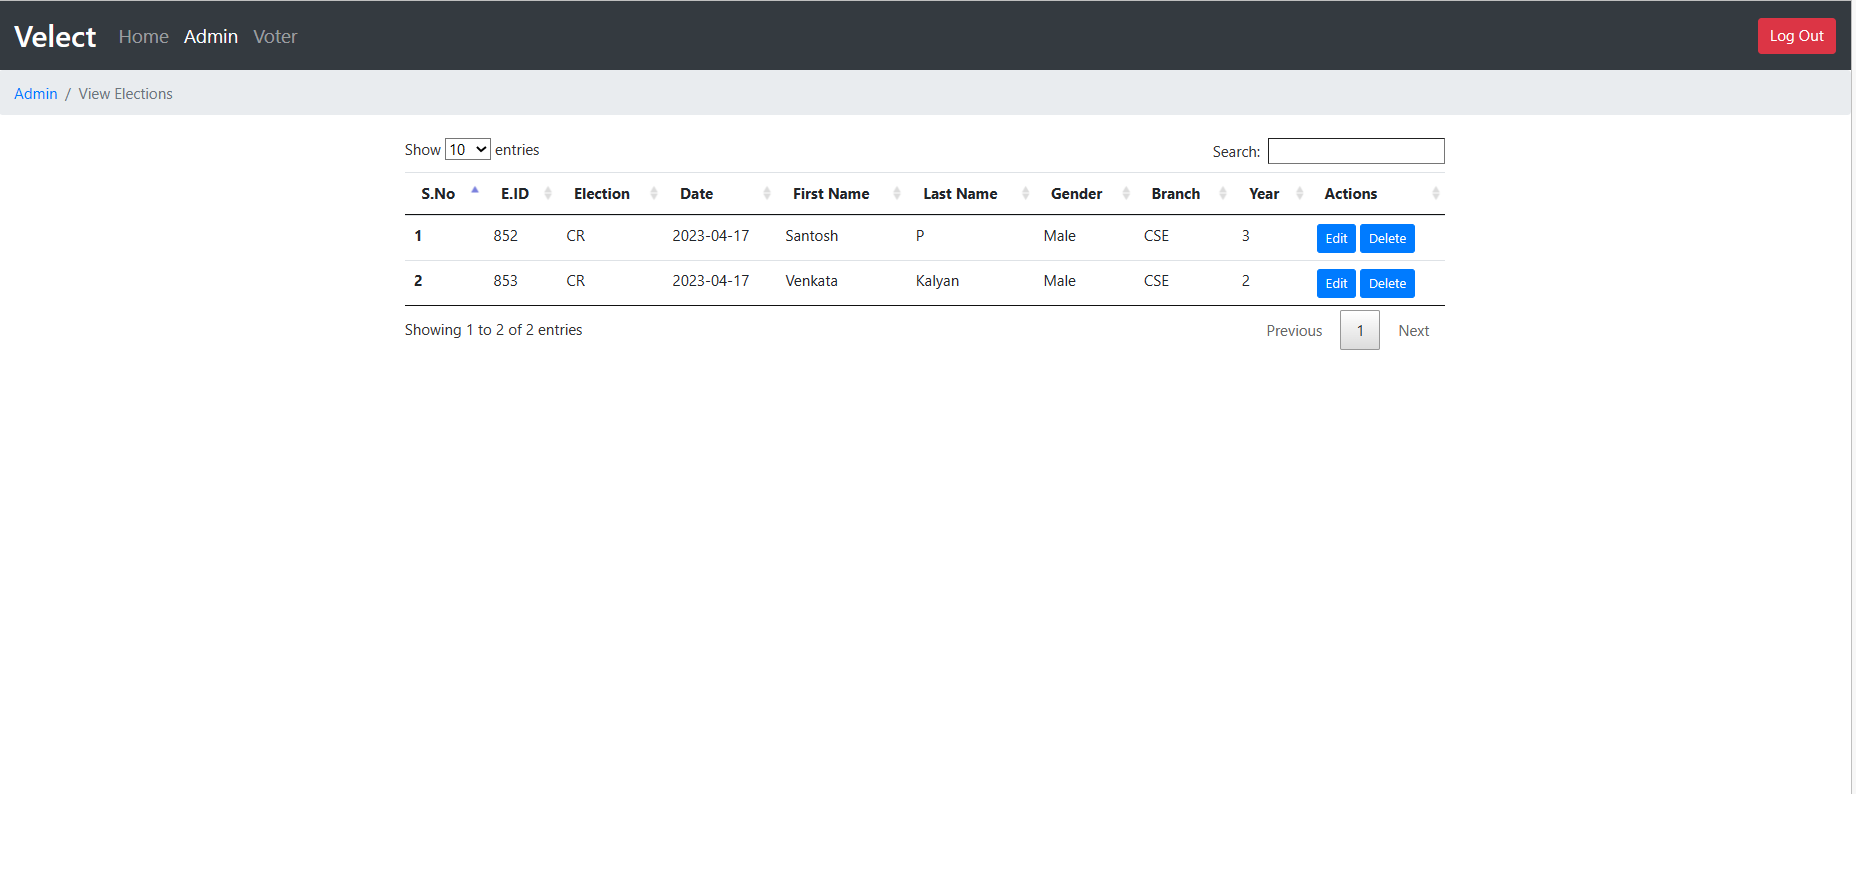 Velect Home Admin Voter Log Out
Admin / View Elections
Show 10 entries Search:
S.No E.ID Election Date First Name Last Name Gender Branch Year Actions
1 852 CR 2023-04-17 Santosh P Male CSE 3 Edit Delete
2 853 CR 2023-04-17 Venkata Kalyan Male CSE 2 Edit Delete
Showing 1 to 2 of 2 entries Previous 1 Next